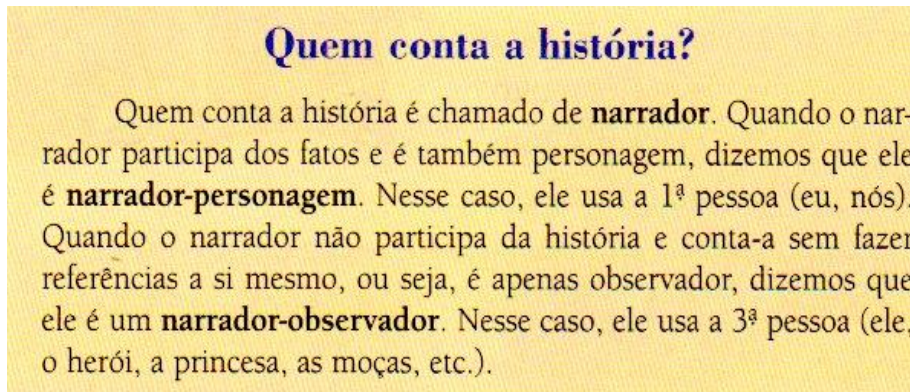 Quem conta a história?
Quem conta a história é chamado de narrador. Quando o nar-
rador participa dos fatos e é também personagem, dizemos que ele
é narrador-personagem. Nesse caso, ele usa a 1ª pessoa (eu, nós).
Quando o narrador não participa da história e conta-a sem fazer
referências a si mesmo, ou seja, é apenas observador, dizemos que
ele é um narrador-observador. Nesse caso, ele usa a 3ª pessoa (ele,
o herói, a princesa, as moças, etc.).